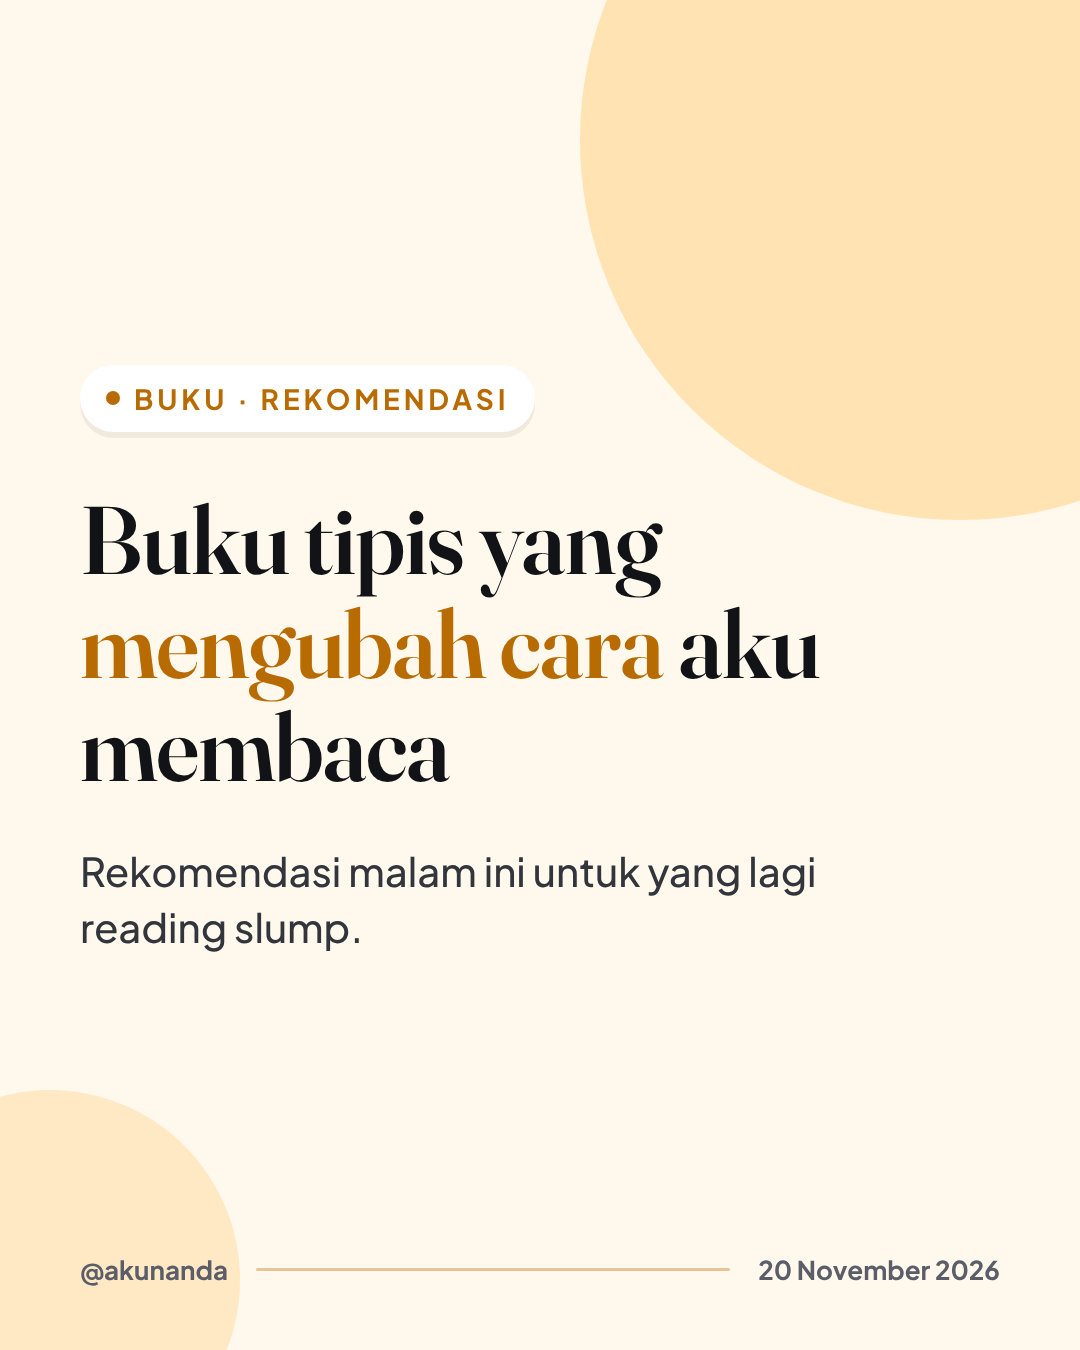 BUKU · REKOMENDASI
Buku tipis yang
mengubah cara aku
membaca
Rekomendasi malam ini untuk yang lagi
reading slump.
@akunanda
20 November 2026